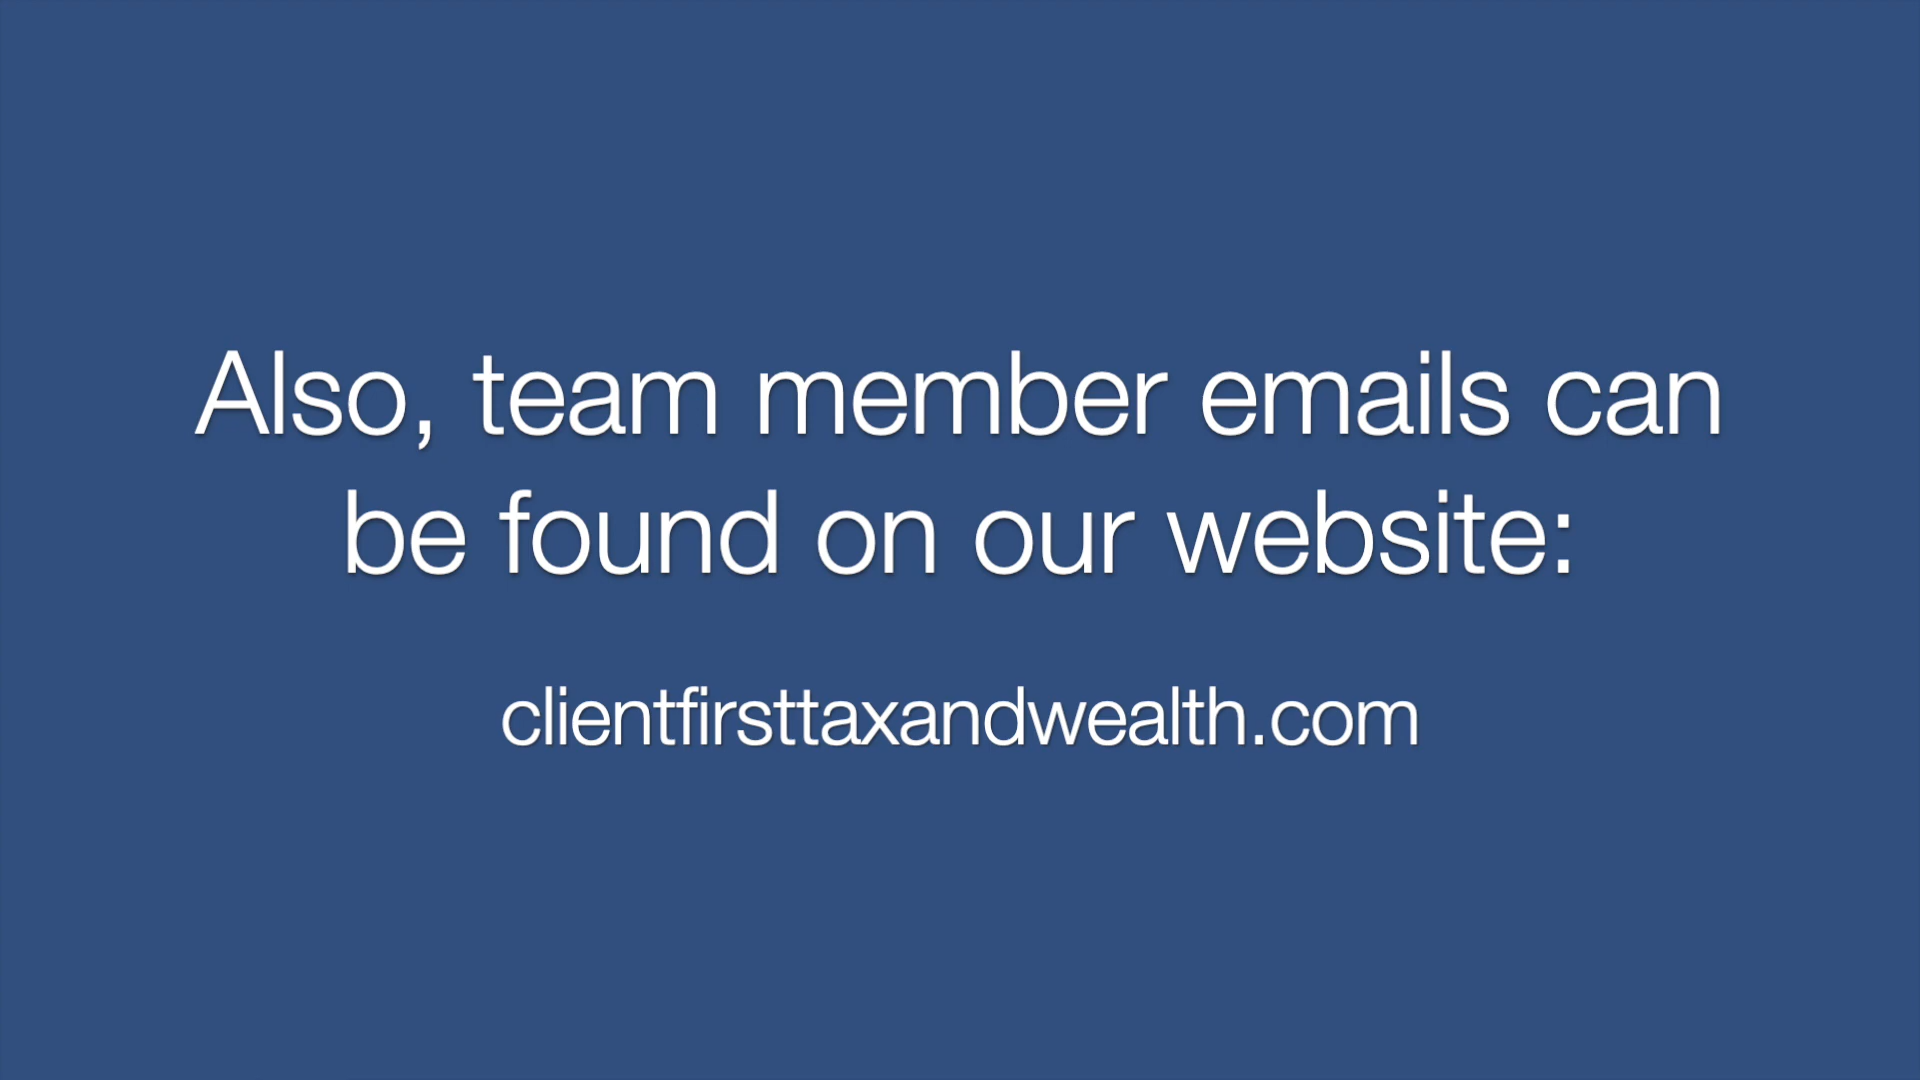 Also, team member emails can
be found on our website:
clientfirsttaxandwealth.com